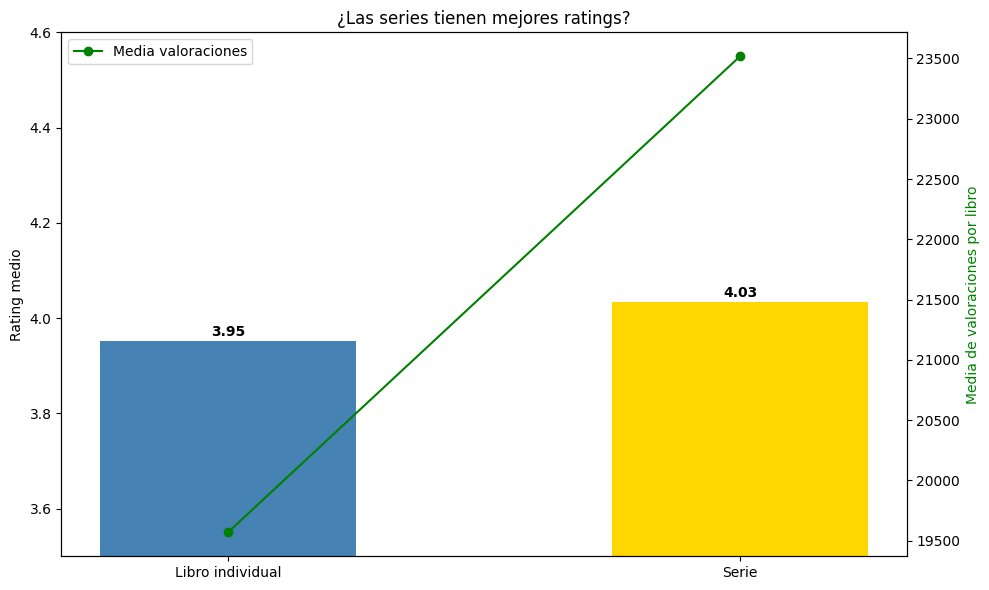 ¿Las series tienen mejores ratings?
Media valoraciones
Rating medio
4.6
4.4
4.2
4.0
3.8
3.6
3.95
4.03
23500
23000
22500
22000
21500
21000
20500
20000
19500
Media de valoraciones por libro
Libro individual
Serie